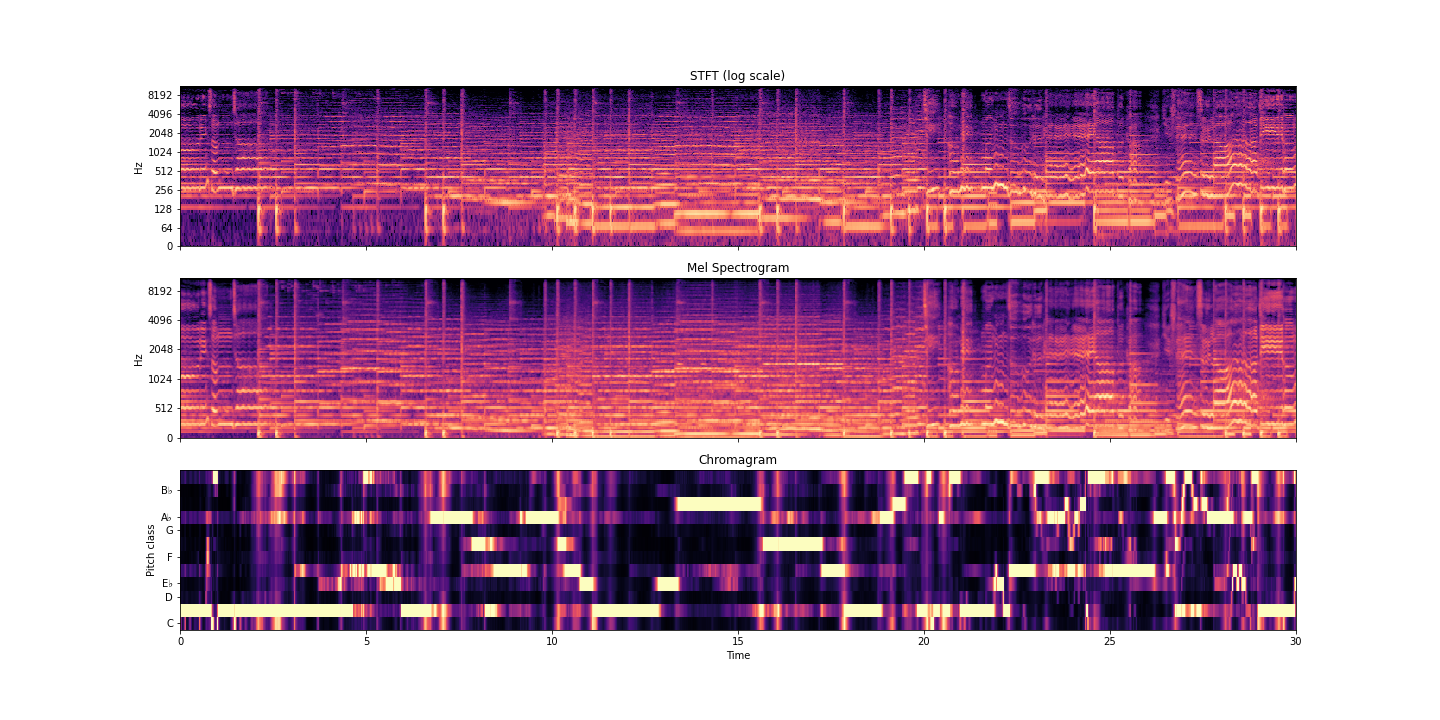 STFT (log scale)
8192
4096
2048
1024
512
256
128
64
0
Hz
Mel Spectrogram
8192
4096
2048
1024
512
0
Hz
Chromagram
B♭
A♭
G
F
E♭
D
C
Pitch class
0 5 10 15 20 25 30
Time